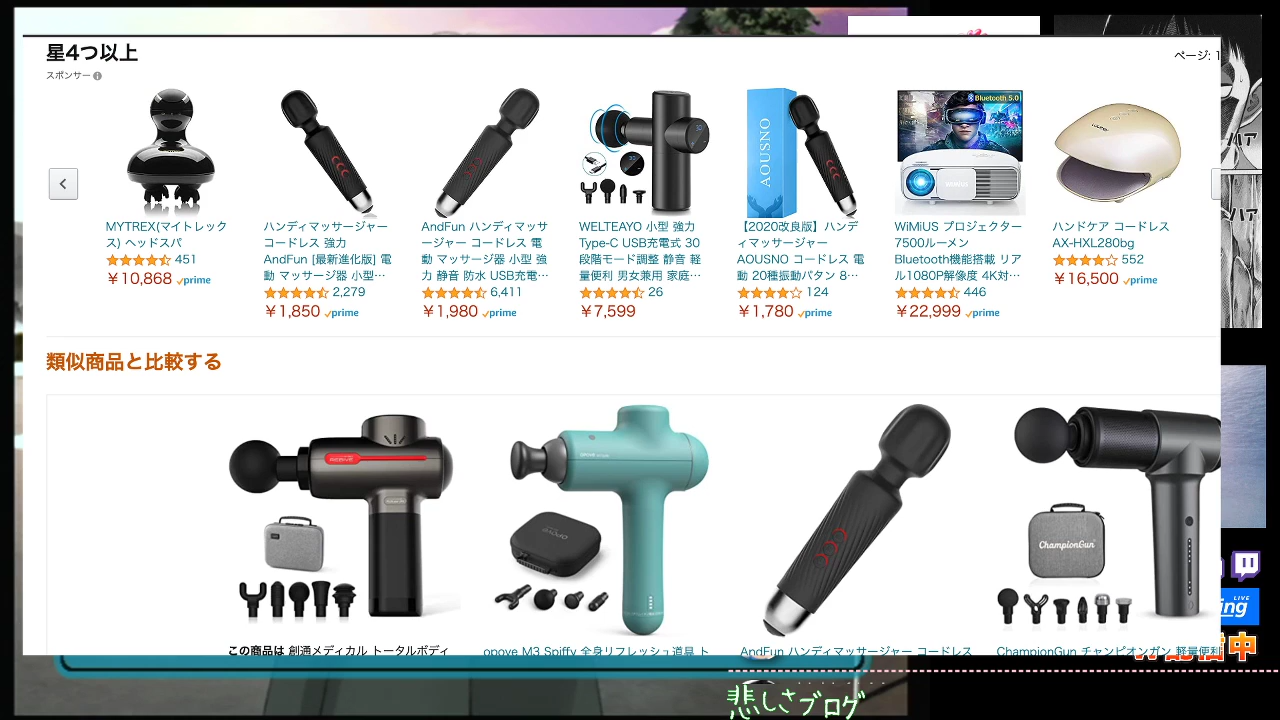 星4つ以上
スポンサー
ページ: 1
MYTREX(マイトレック
ス) ヘッドスパ
451
￥10,868 prime
ハンディマッサージャー
コードレス 強力
AndFun [最新進化版] 電
動 マッサージ器 小型…
2,279
￥1,850 prime
AndFun ハンディマッサ
ージャー コードレス 電
動 マッサージ器 小型 強
力 静音 防水 USB充電…
6,411
￥1,980 prime
WELTEAYO 小型 強力
Type-C USB充電式 30
段階モード調整 静音 軽
量便利 男女兼用 家庭…
26
￥7,599
AOUSNO
【2020改良版】ハンデ
ィマッサージャー
AOUSNO コードレス 電
動 20種振動パタン 8…
124
￥1,780 prime
Bluetooth 5.0
WiMiUS プロジェクター
7500ルーメン
Bluetooth機能搭載 リア
ル1080P解像度 4K対…
446
￥22,999 prime
ハンドケア コードレス
AX-HXL280bg
552
￥16,500 prime
類似商品と比較する
ChampionGun
この商品は 創通メディカル トータルボディ
opove M3 Spiffy 全身リフレッシュ道具 ト
AndFun ハンディマッサージャー コードレス
ChampionGun チャンピオンガン 軽量便利
LIVE
ing
中
悲しさブログ